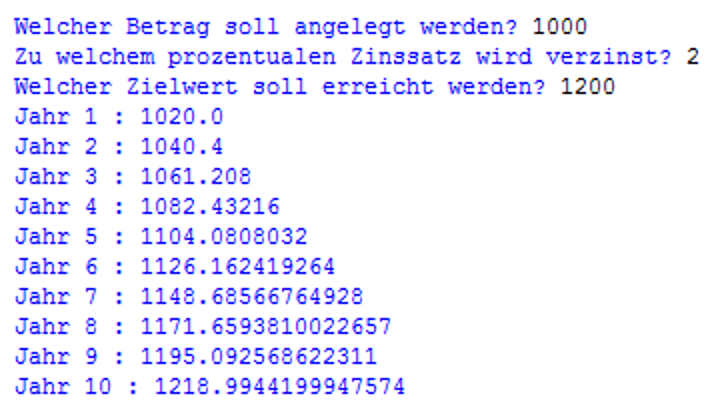 Welcher Betrag soll angelegt werden? 1000
Zu welchem prozentualen Zinssatz wird verzinst? 2
Welcher Zielwert soll erreicht werden? 1200
Jahr 1 : 1020.0
Jahr 2 : 1040.4
Jahr 3 : 1061.208
Jahr 4 : 1082.43216
Jahr 5 : 1104.0808032
Jahr 6 : 1126.162419264
Jahr 7 : 1148.68566764928
Jahr 8 : 1171.6593810022657
Jahr 9 : 1195.092568622311
Jahr 10 : 1218.9944199947574